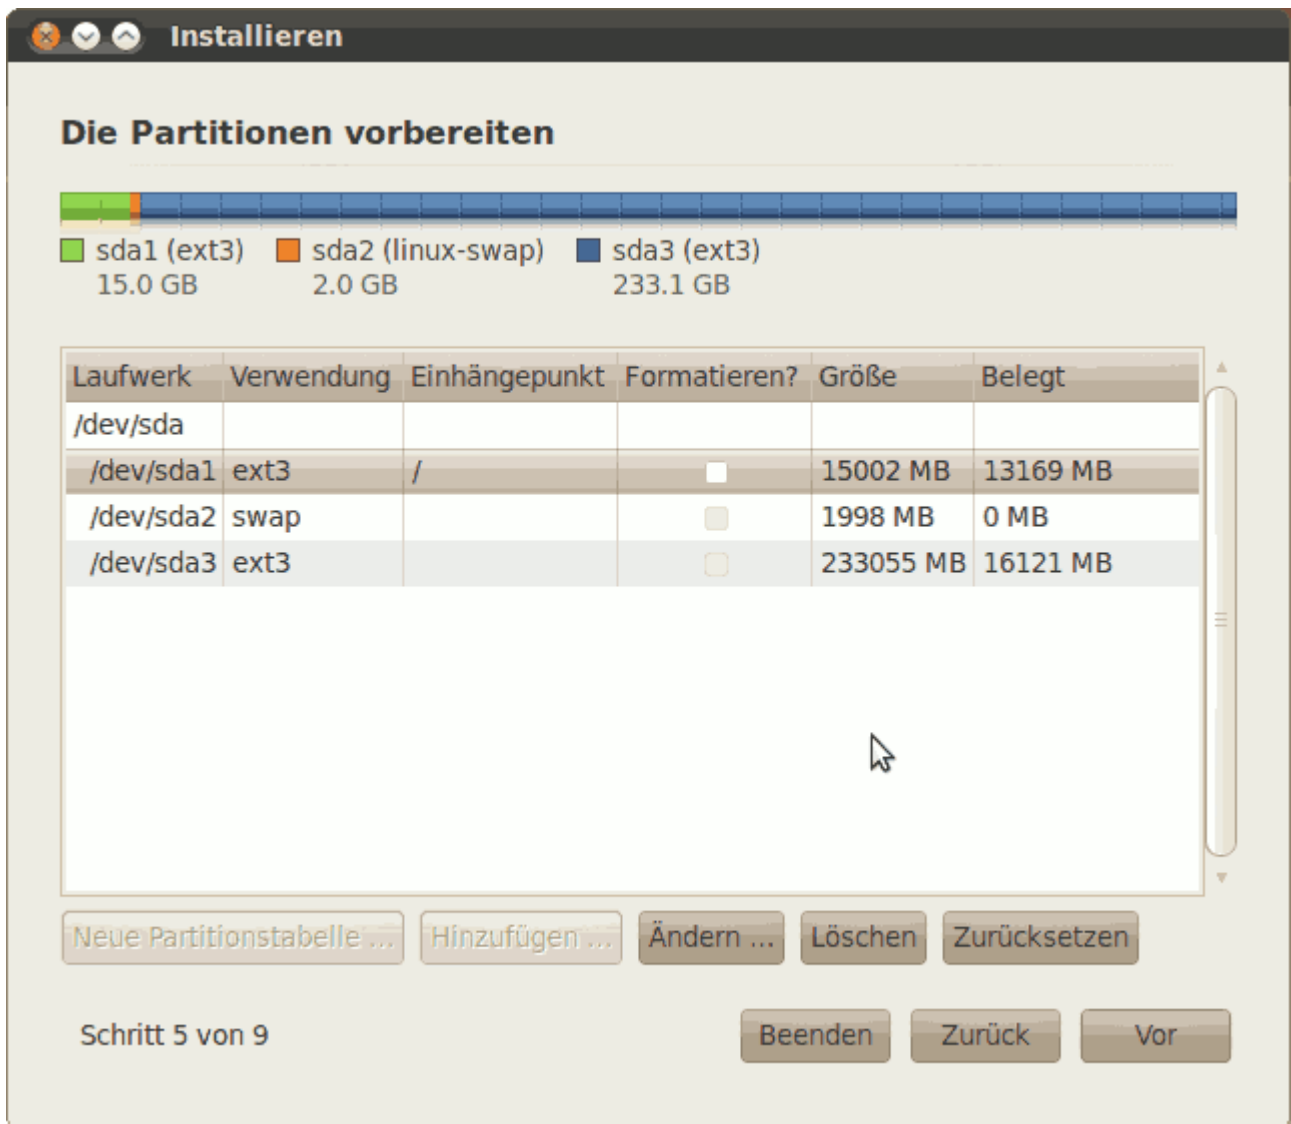 Installieren
Die Partitionen vorbereiten
sda1 (ext3) sda2 (linux-swap) sda3 (ext3)
15.0 GB 2.0 GB 233.1 GB
Laufwerk Verwendung Einhängepunkt Formatieren? Größe Belegt
/dev/sda
/dev/sda1 ext3 / 15002 MB 13169 MB
/dev/sda2 swap 1998 MB 0 MB
/dev/sda3 ext3 233055 MB 16121 MB
Neue Partitionstabelle ... Hinzufügen ... Ändern ... Löschen Zurücksetzen
Schritt 5 von 9 Beenden Zurück Vor